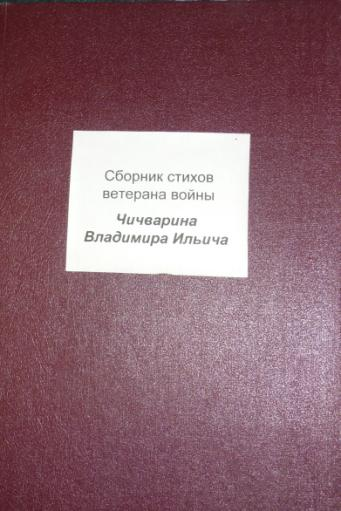 Сборник стихов
ветерана войны
Чичварина
Владимира Ильича